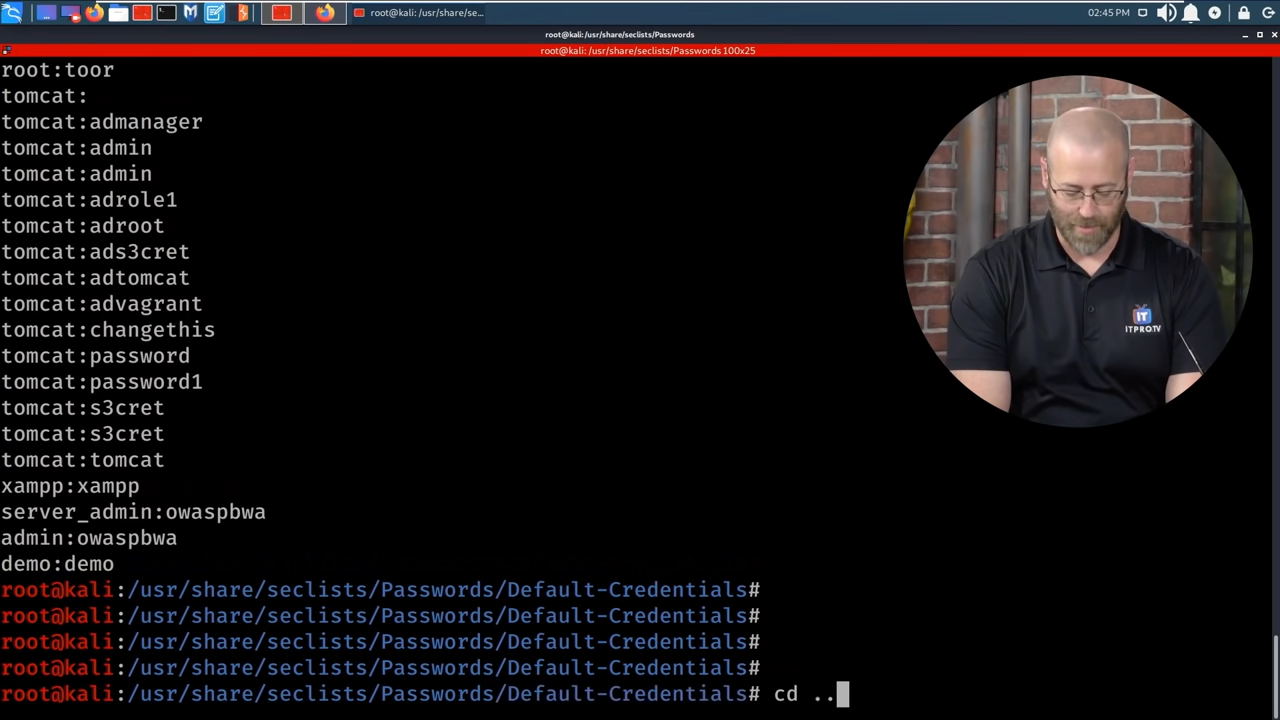 root@kali: /usr/share/se...
02:45 PM
root@kali: /usr/share/seclists/Passwords
root@kali: /usr/share/seclists/Passwords 100x25
root:toor
tomcat:
tomcat:admanager
tomcat:admin
tomcat:admin
tomcat:adrole1
tomcat:adroot
tomcat:ads3cret
tomcat:adtomcat
tomcat:advagrant
tomcat:changethis
tomcat:password
tomcat:password1
tomcat:s3cret
tomcat:s3cret
tomcat:tomcat
xampp:xampp
server_admin:owaspbwa
admin:owaspbwa
demo:demo
root@kali:/usr/share/seclists/Passwords/Default-Credentials#
root@kali:/usr/share/seclists/Passwords/Default-Credentials#
root@kali:/usr/share/seclists/Passwords/Default-Credentials#
root@kali:/usr/share/seclists/Passwords/Default-Credentials#
root@kali:/usr/share/seclists/Passwords/Default-Credentials# cd ..
IT
ITPRO.TV